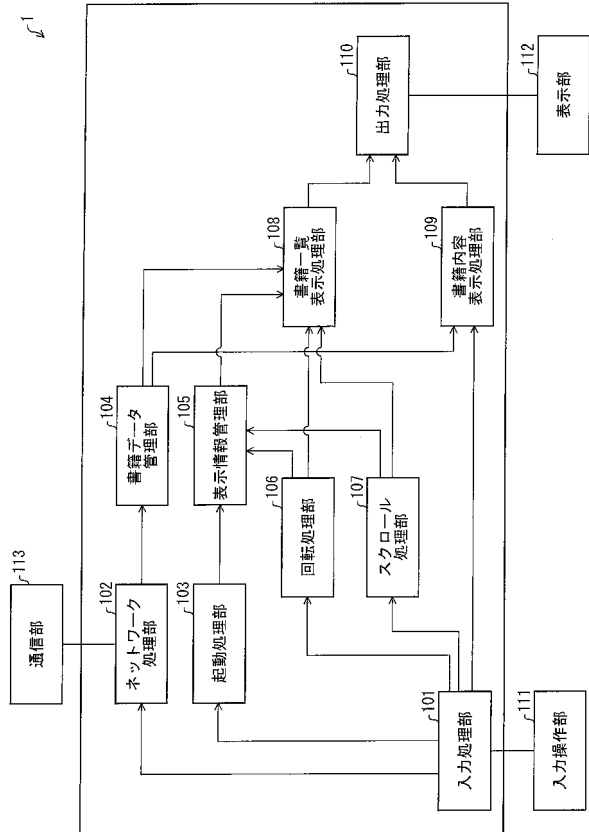 1
113
通信部
102
ネットワーク
処理部
104
書籍データ
管理部
103
起動処理部
105
表示情報管理部
106
回転処理部
107
スクロール
処理部
101
入力処理部
111
入力操作部
108
書籍一覧
表示処理部
109
書籍内容
表示処理部
110
出力処理部
112
表示部